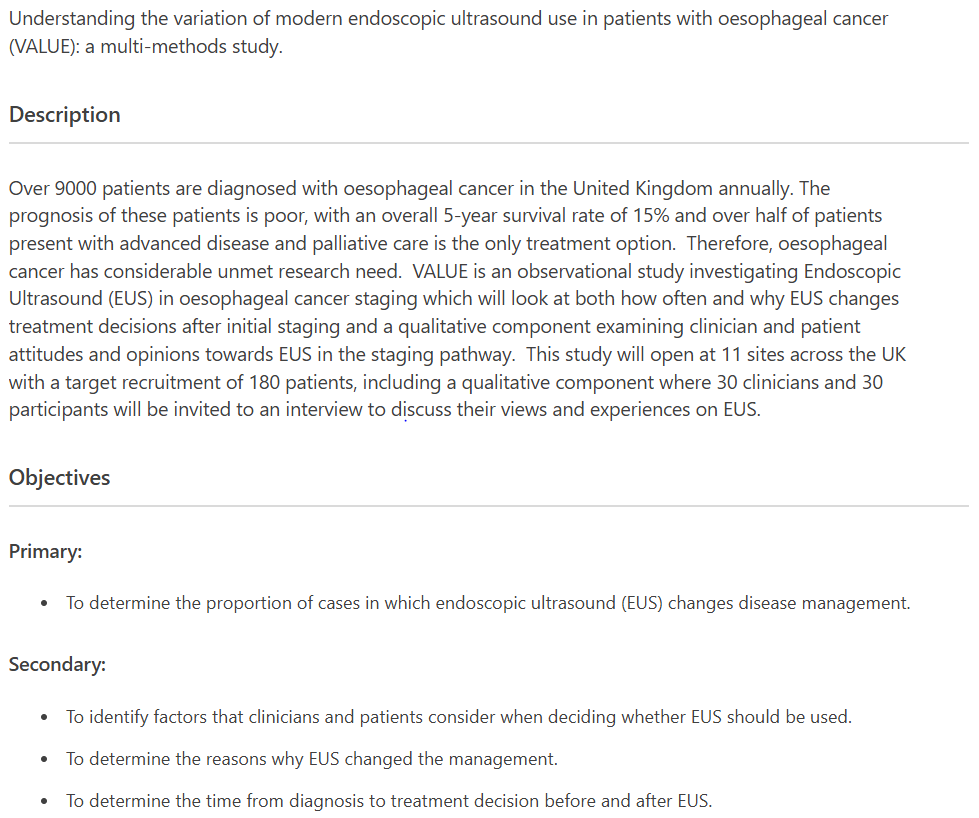 Understanding the variation of modern endoscopic ultrasound use in patients with oesophageal cancer
(VALUE): a multi-methods study.
Description
Over 9000 patients are diagnosed with oesophageal cancer in the United Kingdom annually. The
prognosis of these patients is poor, with an overall 5-year survival rate of 15% and over half of patients
present with advanced disease and palliative care is the only treatment option.  Therefore, oesophageal
cancer has considerable unmet research need.  VALUE is an observational study investigating Endoscopic
Ultrasound (EUS) in oesophageal cancer staging which will look at both how often and why EUS changes
treatment decisions after initial staging and a qualitative component examining clinician and patient
attitudes and opinions towards EUS in the staging pathway.  This study will open at 11 sites across the UK
with a target recruitment of 180 patients, including a qualitative component where 30 clinicians and 30
participants will be invited to an interview to discuss their views and experiences on EUS.
Objectives
Primary:
• To determine the proportion of cases in which endoscopic ultrasound (EUS) changes disease management.
Secondary:
• To identify factors that clinicians and patients consider when deciding whether EUS should be used.
• To determine the reasons why EUS changed the management.
• To determine the time from diagnosis to treatment decision before and after EUS.